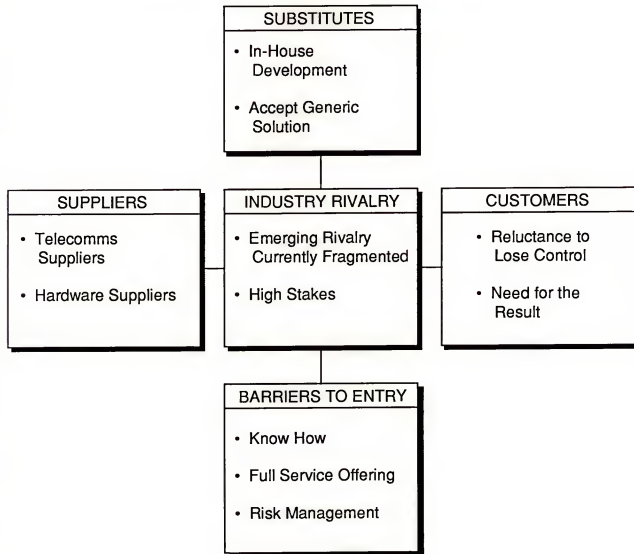 SUBSTITUTES
• In-House
Development
• Accept Generic
Solution
SUPPLIERS
• Telecomms
Suppliers
• Hardware Suppliers
INDUSTRY RIVALRY
• Emerging Rivalry
Currently Fragmented
• High Stakes
CUSTOMERS
• Reluctance to
Lose Control
• Need for the
Result
BARRIERS TO ENTRY
• Know How
• Full Service Offering
• Risk Management